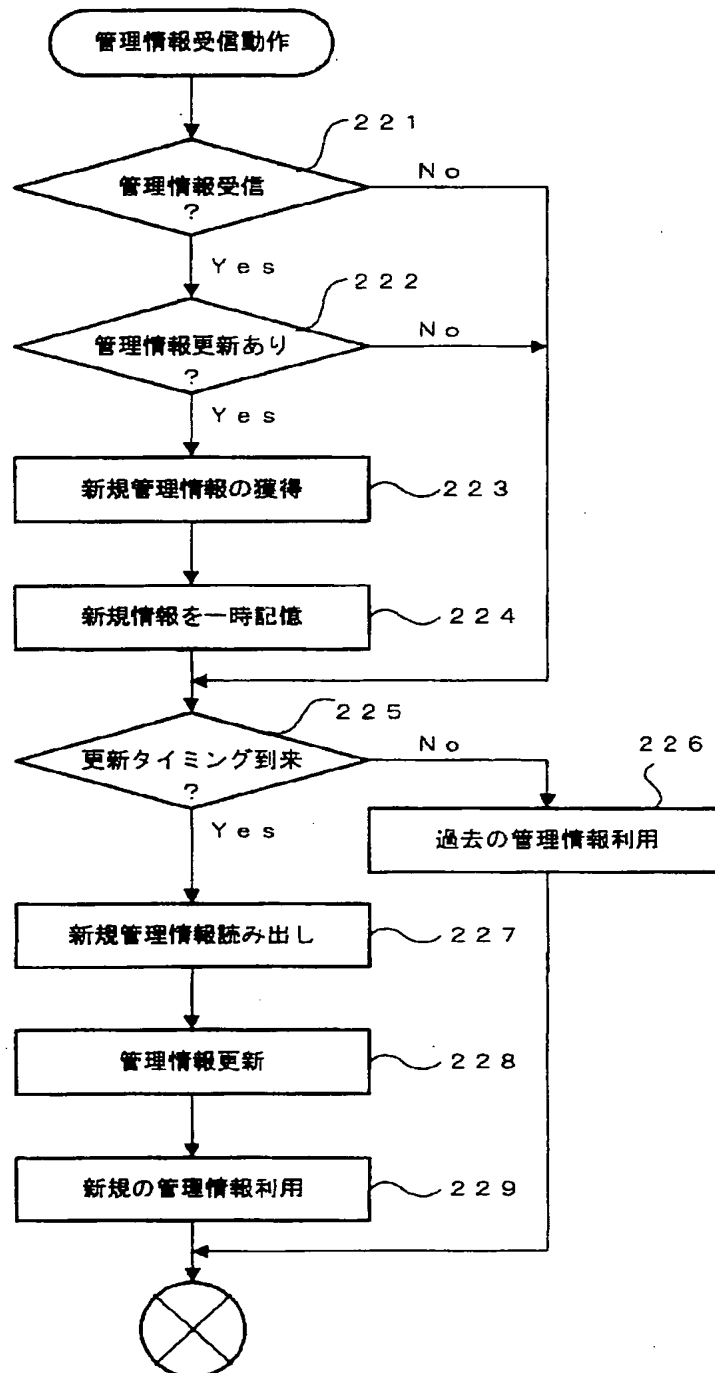 管理情報受信動作
221
管理情報受信
?
No
Yes
222
管理情報更新あり
?
No
Yes
新規管理情報の獲得
223
新規情報を一時記憶
224
225
更新タイミング到来
?
No
226
Yes
過去の管理情報利用
新規管理情報読み出し
227
管理情報更新
228
新規の管理情報利用
229